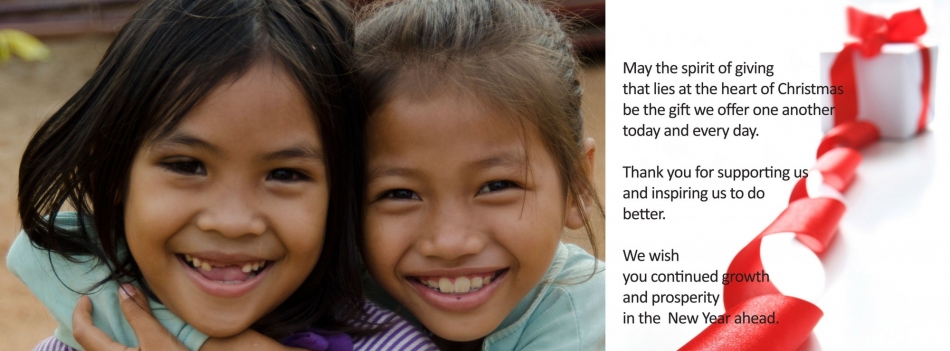 May the spirit of giving
that lies at the heart of Christmas
be the gift we offer one another
today and every day.
Thank you for supporting us
and inspiring us to do
better.
We wish
you continued growth
and prosperity
in the  New Year ahead.